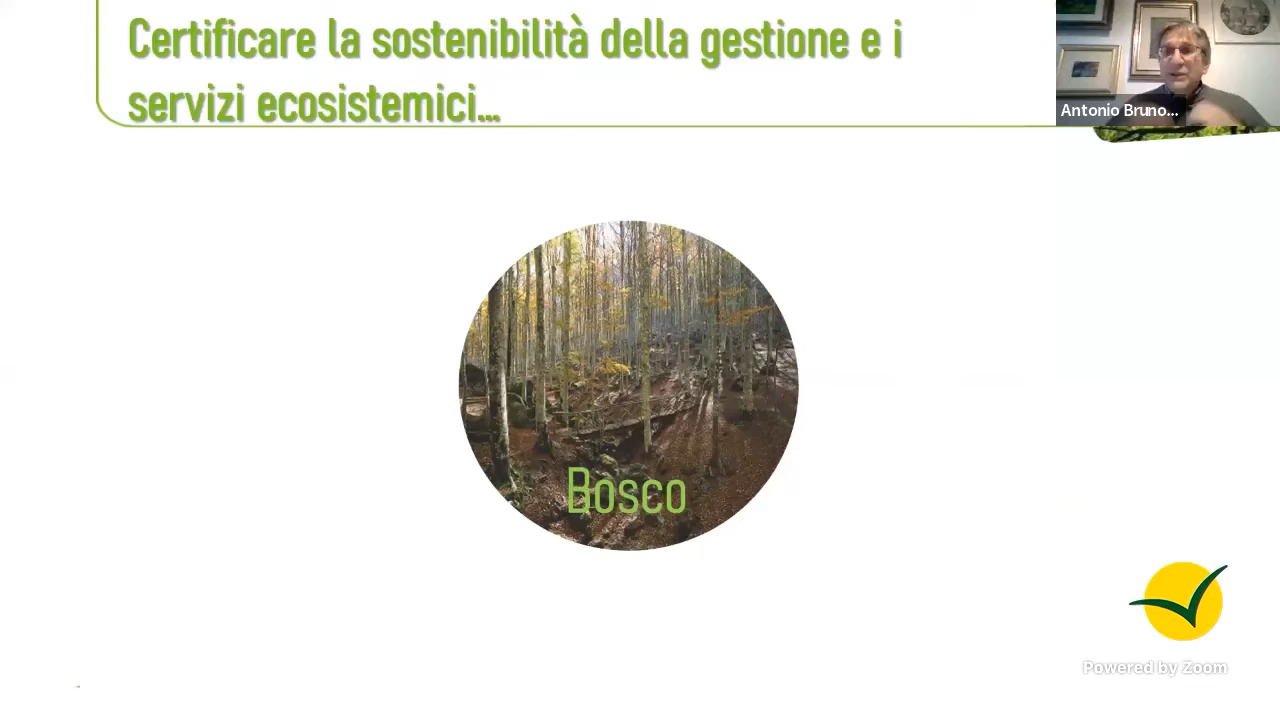 Certificare la sostenibilità della gestione e i
servizi ecosistemici...
Antonio Bruno...
Bosco
Powered by Zoom